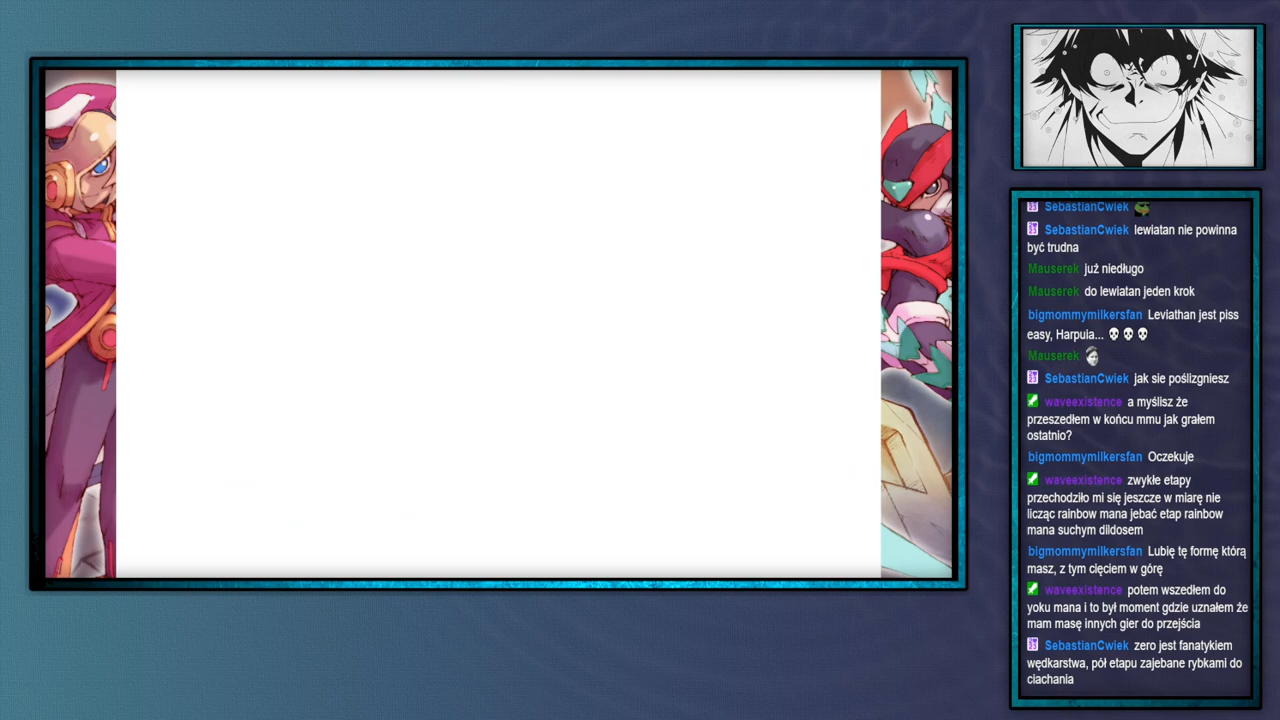 SebastianCwiek
SebastianCwiek lewiatan nie powinna
być trudna
Mauserek już niedługo
Mauserek do lewiatan jeden krok
bigmommymilkersfan Leviathan jest piss
easy, Harpuia... 💀 💀 💀
Mauserek
SebastianCwiek jak sie poślizgniesz
waveexistence a myślisz że
przeszedłem w końcu mmu jak grałem
ostatnio?
bigmommymilkersfan Oczekuje
waveexistence zwykłe etapy
przechodziło mi się jeszcze w miarę nie
licząc rainbow mana jebać etap rainbow
mana suchym dildosem
bigmommymilkersfan Lubię tę formę którą
masz, z tym cięciem w górę
waveexistence potem wszedłem do
yoku mana i to był moment gdzie uznałem że
mam masę innych gier do przejścia
SebastianCwiek zero jest fanatykiem
wędkarstwa, pół etapu zajebane rybkami do
ciachania